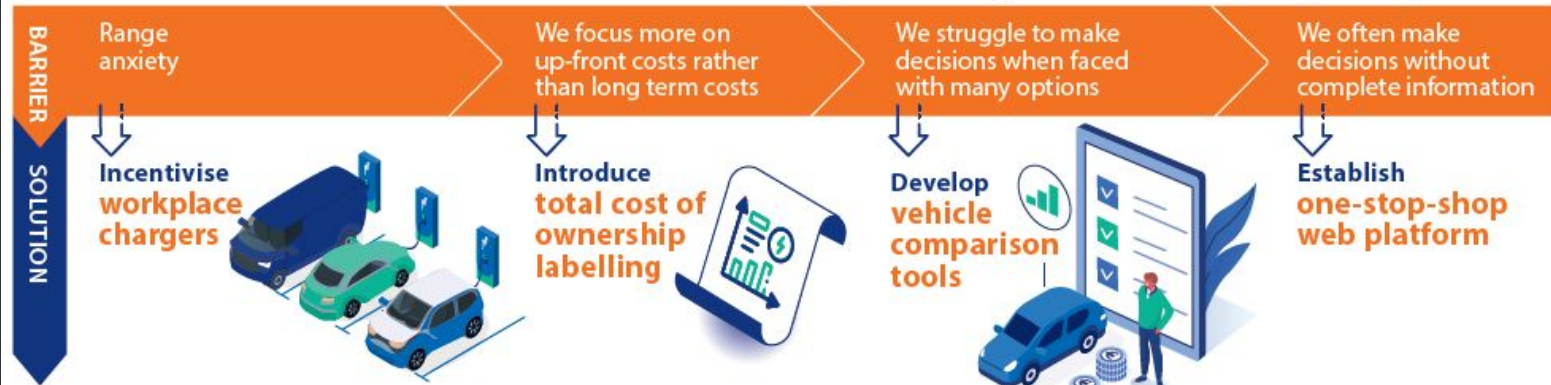 BARRIER
Range
anxiety
We focus more on
up-front costs rather
than long term costs
We struggle to make
decisions when faced
with many options
We often make
decisions without
complete information
SOLUTION
Incentivise
workplace
chargers
Introduce
total cost of
ownership
labelling
Develop
vehicle
comparison
tools
Establish
one-stop-shop
web platform